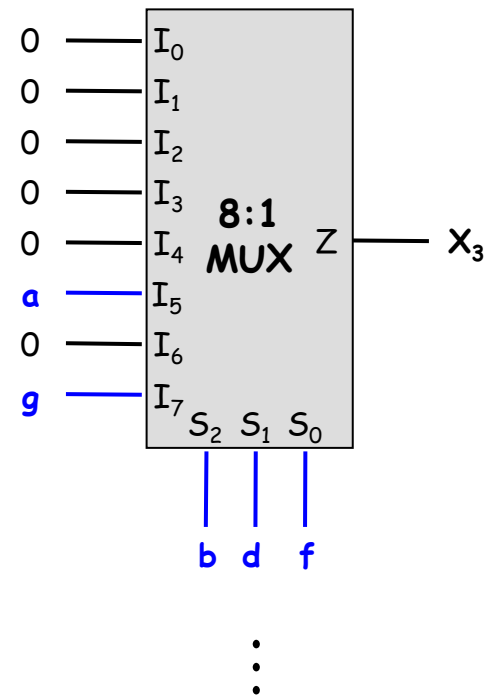 0 I₀
0 I₁
0 I₂
0 I₃
8:1
0 I₄ MUX Z X₃
a I₅
0 I₆
g I₇
S₂ S₁ S₀
b d f